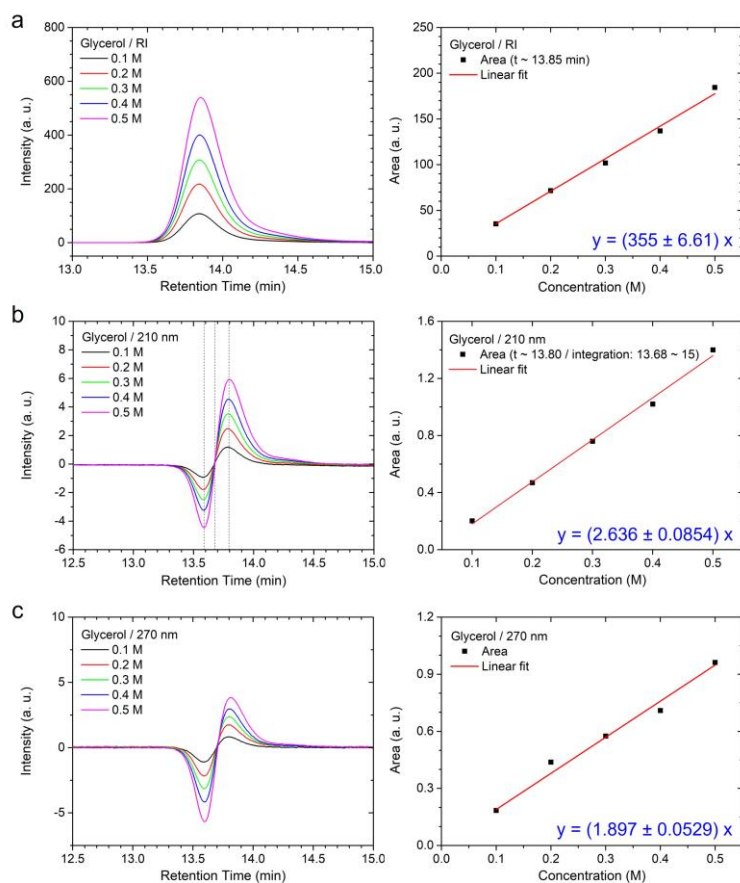 a
Glycerol / RI
0.1 M
0.2 M
0.3 M
0.4 M
0.5 M
Intensity (a. u.)
800
600
400
200
0
13.0 13.5 14.0 14.5 15.0
Retention Time (min)
Glycerol / RI
Area (t ~ 13.85 min)
Linear fit
Area (a. u.)
250
200
150
100
50
0
0.0 0.1 0.2 0.3 0.4 0.5
Concentration (M)
y = (355 ± 6.61) x
b
Glycerol / 210 nm
0.1 M
0.2 M
0.3 M
0.4 M
0.5 M
Intensity (a. u.)
10
8
6
4
2
0
-2
-4
-6
12.5 13.0 13.5 14.0 14.5 15.0
Retention Time (min)
Glycerol / 210 nm
Area (t ~ 13.80 / integration: 13.68 ~ 15)
Linear fit
Area (a. u.)
1.6
1.2
0.8
0.4
0.0
0.1 0.2 0.3 0.4 0.5
Concentration (M)
y = (2.636 ± 0.0854) x
c
Glycerol / 270 nm
0.1 M
0.2 M
0.3 M
0.4 M
0.5 M
Intensity (a. u.)
10
5
0
-5
12.5 13.0 13.5 14.0 14.5 15.0
Retention Time (min)
Glycerol / 270 nm
Area
Linear fit
Area (a. u.)
1.2
0.9
0.6
0.3
0.0
0.0 0.1 0.2 0.3 0.4 0.5
Concentration (M)
y = (1.897 ± 0.0529) x